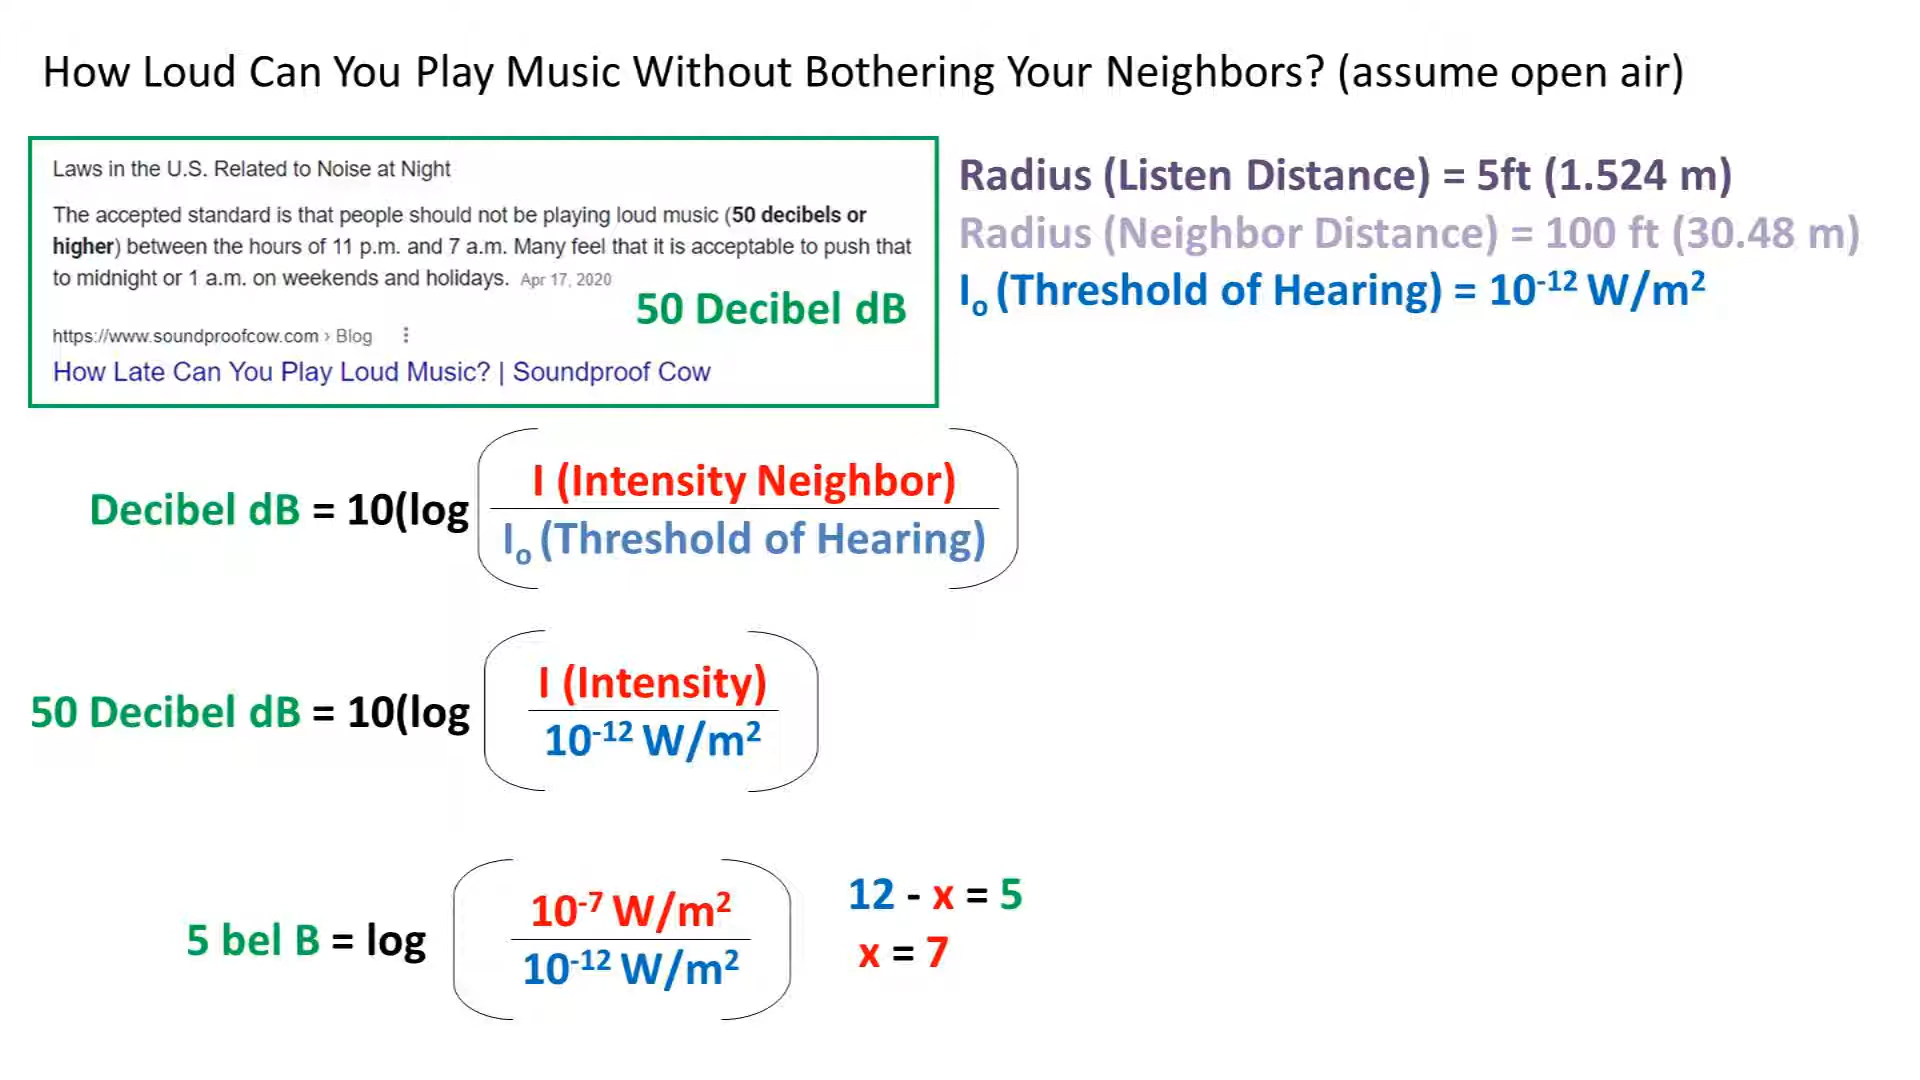 How Loud Can You Play Music Without Bothering Your Neighbors? (assume open air)
Laws in the U.S. Related to Noise at Night
The accepted standard is that people should not be playing loud music (50 decibels or
higher) between the hours of 11 p.m. and 7 a.m. Many feel that it is acceptable to push that
to midnight or 1 a.m. on weekends and holidays. Apr 17, 2020
50 Decibel dB
https://www.soundproofcow.com › Blog
How Late Can You Play Loud Music? | Soundproof Cow
Radius (Listen Distance) = 5ft (1.524 m)
Radius (Neighbor Distance) = 100 ft (30.48 m)
Iₒ (Threshold of Hearing) = 10⁻¹² W/m²
Decibel dB = 10(log
I (Intensity Neighbor)
Iₒ (Threshold of Hearing)
50 Decibel dB = 10(log
I (Intensity)
10⁻¹² W/m²
5 bel B = log
10⁻⁷ W/m²
10⁻¹² W/m²
12 - x = 5
x = 7